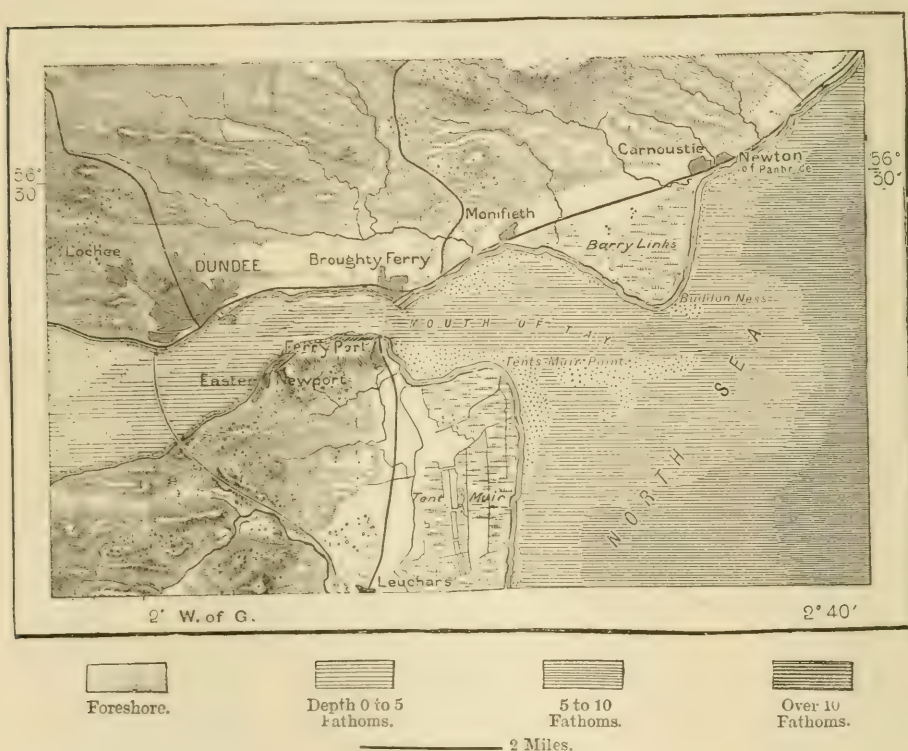 Carnoustie
Newton
of Panbr. de
56°
30'
56°
30'
Monifieth
Barry Links
Lochee
DUNDEE
Broughty Ferry
Buddon Ness
MOUTH OF TAY
Ferry Port
Tents Muir Point
Easter Newport
NORTH SEA
Tent Muir
Leuchars
2' W. of G.
2° 40'
Foreshore.
Depth 0 to 5
Fathoms.
5 to 10
Fathoms.
Over 10
Fathoms.
2 Miles.